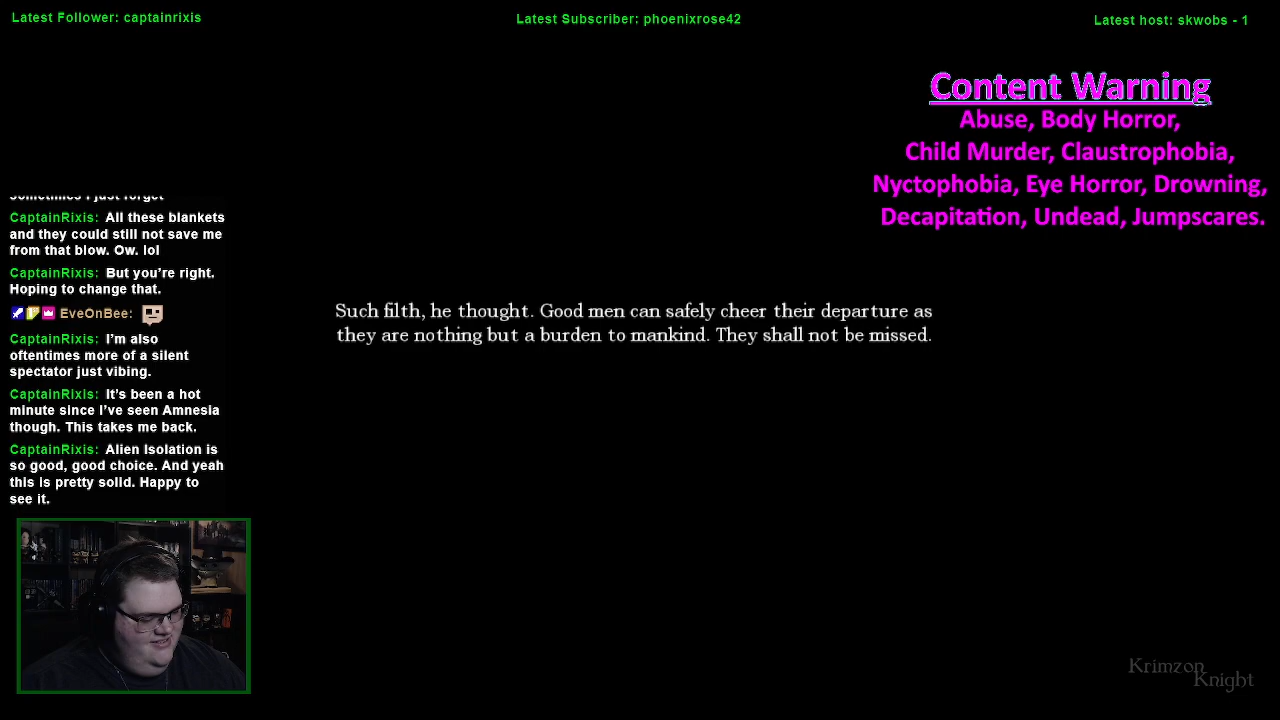 Latest Follower: captainrixis
Latest Subscriber: phoenixrose42
Latest host: skwobs - 1
Content Warning
Abuse, Body Horror,
Child Murder, Claustrophobia,
Nyctophobia, Eye Horror, Drowning,
Decapitation, Undead, Jumpscares.
Sometimes I just forget
CaptainRixis: All these blankets
and they could still not save me
from that blow. Ow. lol
CaptainRixis: But you're right.
Hoping to change that.
EveOnBee:
CaptainRixis: I'm also
oftentimes more of a silent
spectator just vibing.
CaptainRixis: It's been a hot
minute since I've seen Amnesia
though. This takes me back.
CaptainRixis: Alien Isolation is
so good, good choice. And yeah
this is pretty solid. Happy to
see it.
Such filth, he thought. Good men can safely cheer their departure as
they are nothing but a burden to mankind. They shall not be missed.
Krimzon
Knight